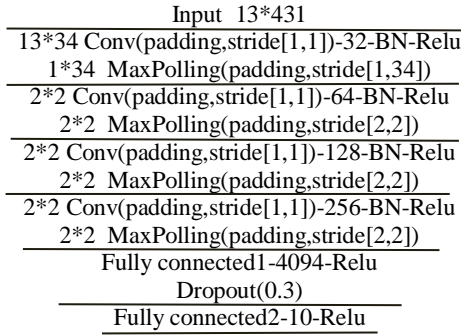 Input 13*431
13*34 Conv(padding,stride[1,1])-32-BN-Relu
1*34 MaxPolling(padding,stride[1,34])
2*2 Conv(padding,stride[1,1])-64-BN-Relu
2*2 MaxPolling(padding,stride[2,2])
2*2 Conv(padding,stride[1,1])-128-BN-Relu
2*2 MaxPolling(padding,stride[2,2])
2*2 Conv(padding,stride[1,1])-256-BN-Relu
2*2 MaxPolling(padding,stride[2,2])
Fully connected1-4094-Relu
Dropout(0.3)
Fully connected2-10-Relu